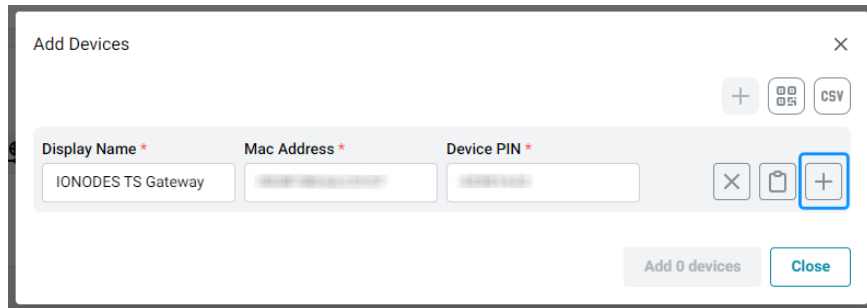 Add Devices
CSV
Display Name * Mac Address * Device PIN *
IONODES TS Gateway
Add 0 devices Close